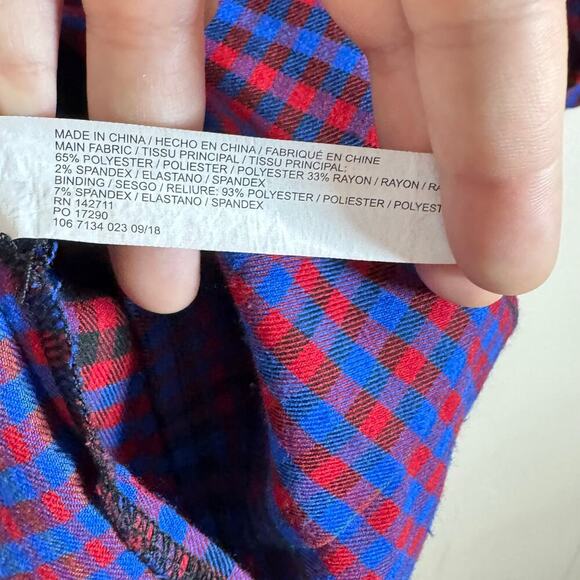 MADE IN CHINA / HECHO EN CHINA / FABRIQUÉ EN CHINE
MAIN FABRIC / TISSU PRINCIPAL / TISSU PRINCIPAL:
65% POLYESTER / POLIESTER / POLYESTER 33% RAYON / RAYON /
2% SPANDEX / ELASTANO / SPANDEX
BINDING / SESGO / RELIURE: 93% POLYESTER / POLIESTER /
7% SPANDEX / ELASTANO / SPANDEX
RN 142711
PO 17290
106 7134 023 09/18